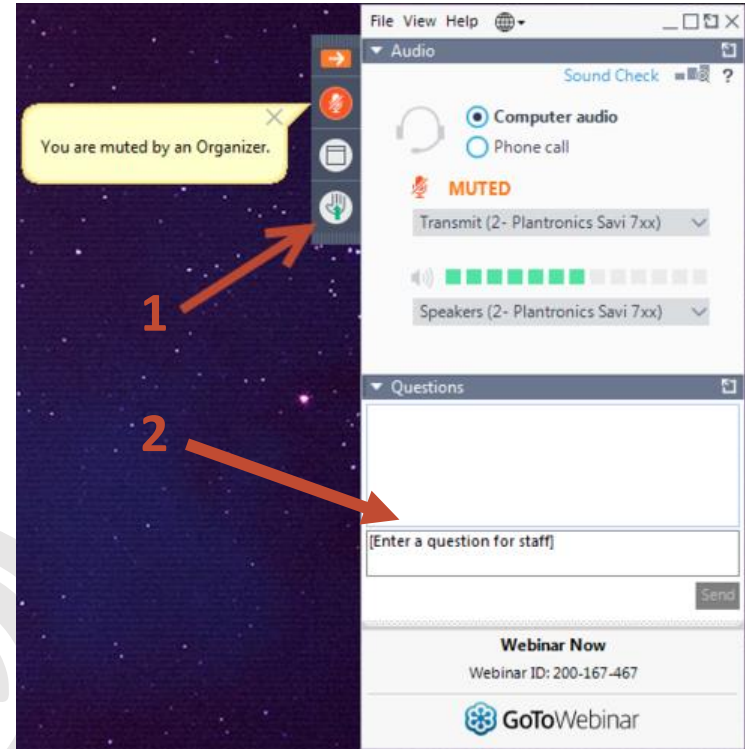 File View Help
Audio
Sound Check ?
Computer audio
Phone call
You are muted by an Organizer.
MUTED
Transmit (2- Plantronics Savi 7xx)
1
Speakers (2- Plantronics Savi 7xx)
Questions
2
[Enter a question for staff]
Send
Webinar Now
Webinar ID: 200-167-467
GoToWebinar